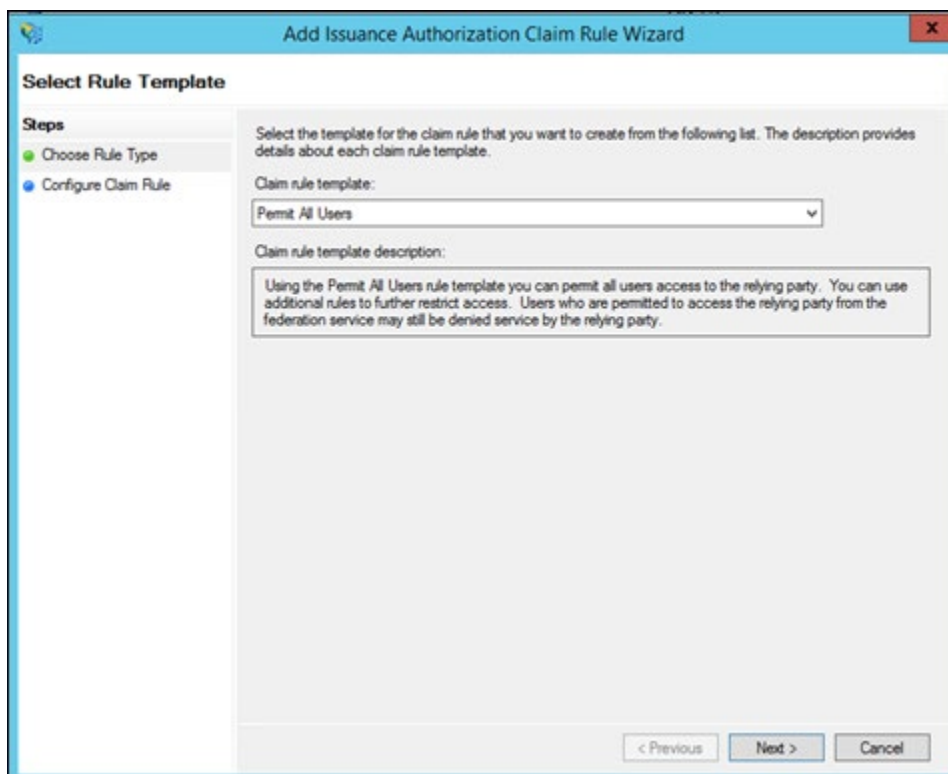 Add Issuance Authorization Claim Rule Wizard
x
Select Rule Template
Steps
Choose Rule Type
Configure Claim Rule
Select the template for the claim rule that you want to create from the following list. The description provides
details about each claim rule template.
Claim rule template:
Permit All Users
Claim rule template description:
Using the Permit All Users rule template you can permit all users access to the relying party. You can use
additional rules to further restrict access. Users who are permitted to access the relying party from the
federation service may still be denied service by the relying party.
< Previous
Next >
Cancel